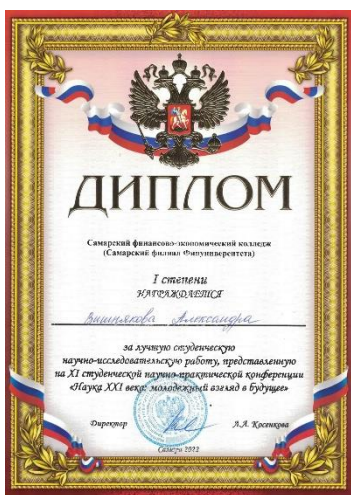 ДИПЛОМ
Самарский финансово-экономический колледж
(Самарский филиал Финуниверситета)
I степени
НАГРАЖДАЕТСЯ
Вишнякова Александра
за лучшую студенческую
научно-исследовательскую работу, представленную
на XI студенческой научно-практической конференции
«Наука XXI века: молодежный взгляд в будущее»
Директор Л.А. Косенкова
Самара 2022